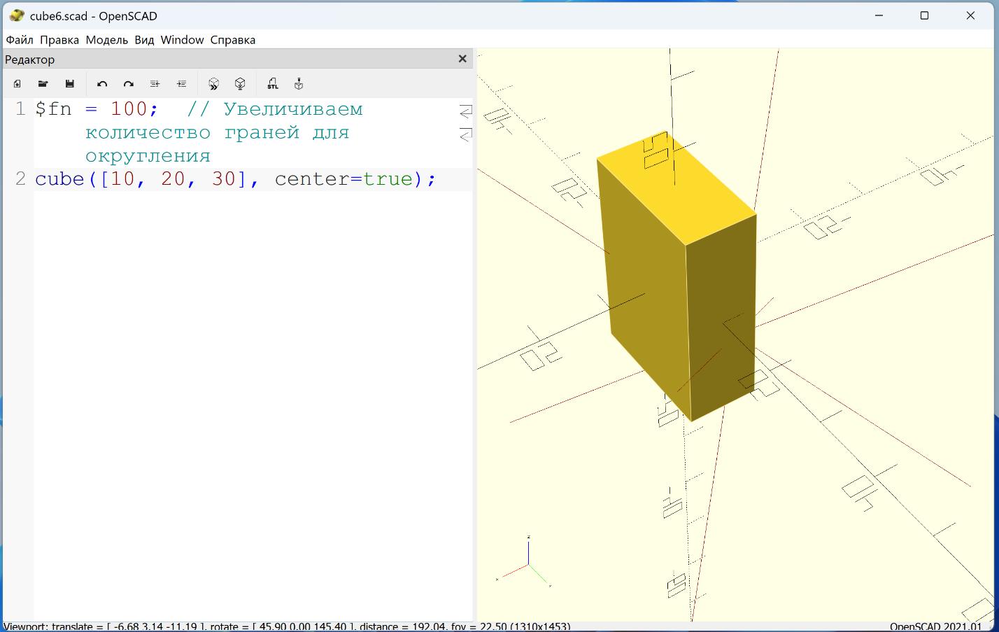 cube6.scad - OpenSCAD
Файл Правка Модель Вид Window Справка
Редактор
STL
1 $fn = 100;  // Увеличиваем
количество граней для
округления
2 cube([10, 20, 30], center=true);
z
x
Viewport: translate = [ -6.68 3.14 -11.19 ], rotate = [ 45.90 0.00 145.40 ], distance = 192.04, fov = 22.50 (1310x1453)
OpenSCAD 2021.01